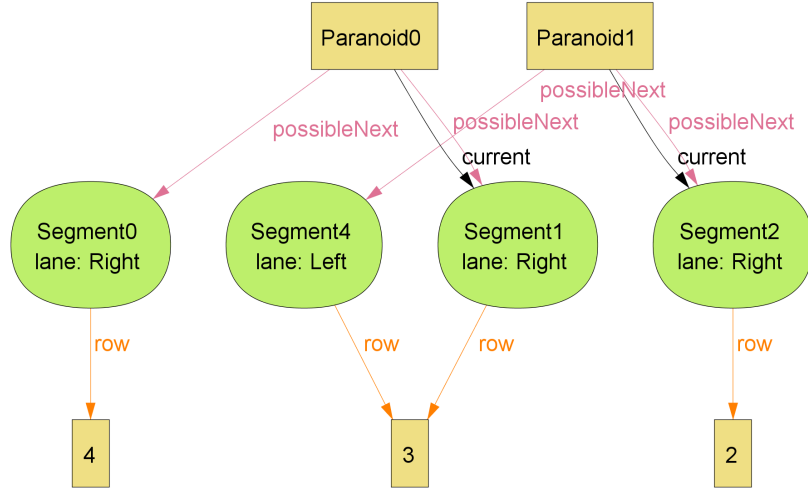 Paranoid0
Paranoid1
possibleNext
possibleNext
possibleNext
possibleNext
current
current
Segment0
lane: Right
Segment4
lane: Left
Segment1
lane: Right
Segment2
lane: Right
row
row
row
row
4
3
2